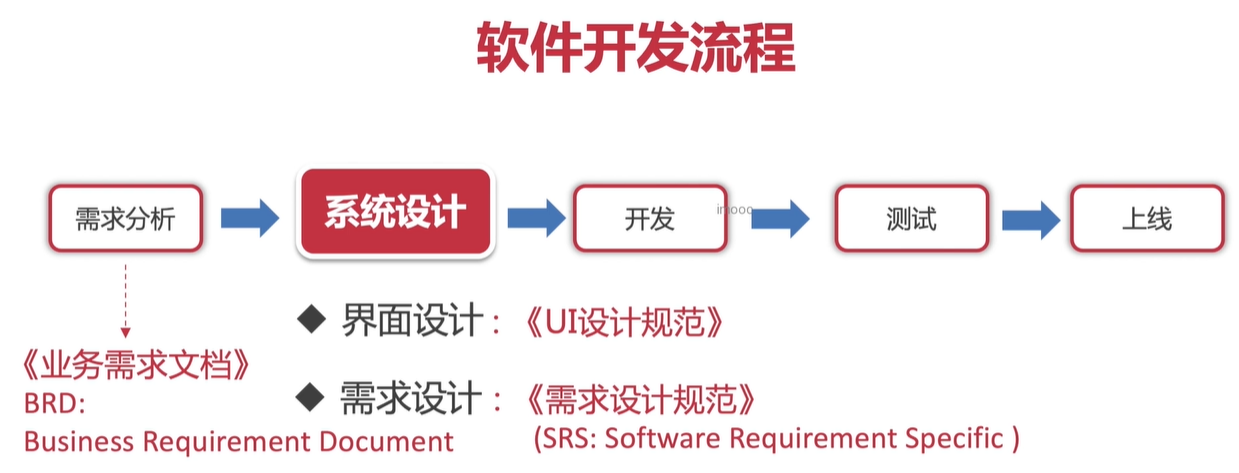 软件开发流程
需求分析
系统设计
开发
imooc
测试
上线
《业务需求文档》
BRD:
Business Requirement Document
◆ 界面设计：《UI设计规范》
◆ 需求设计：《需求设计规范》
(SRS: Software Requirement Specific )